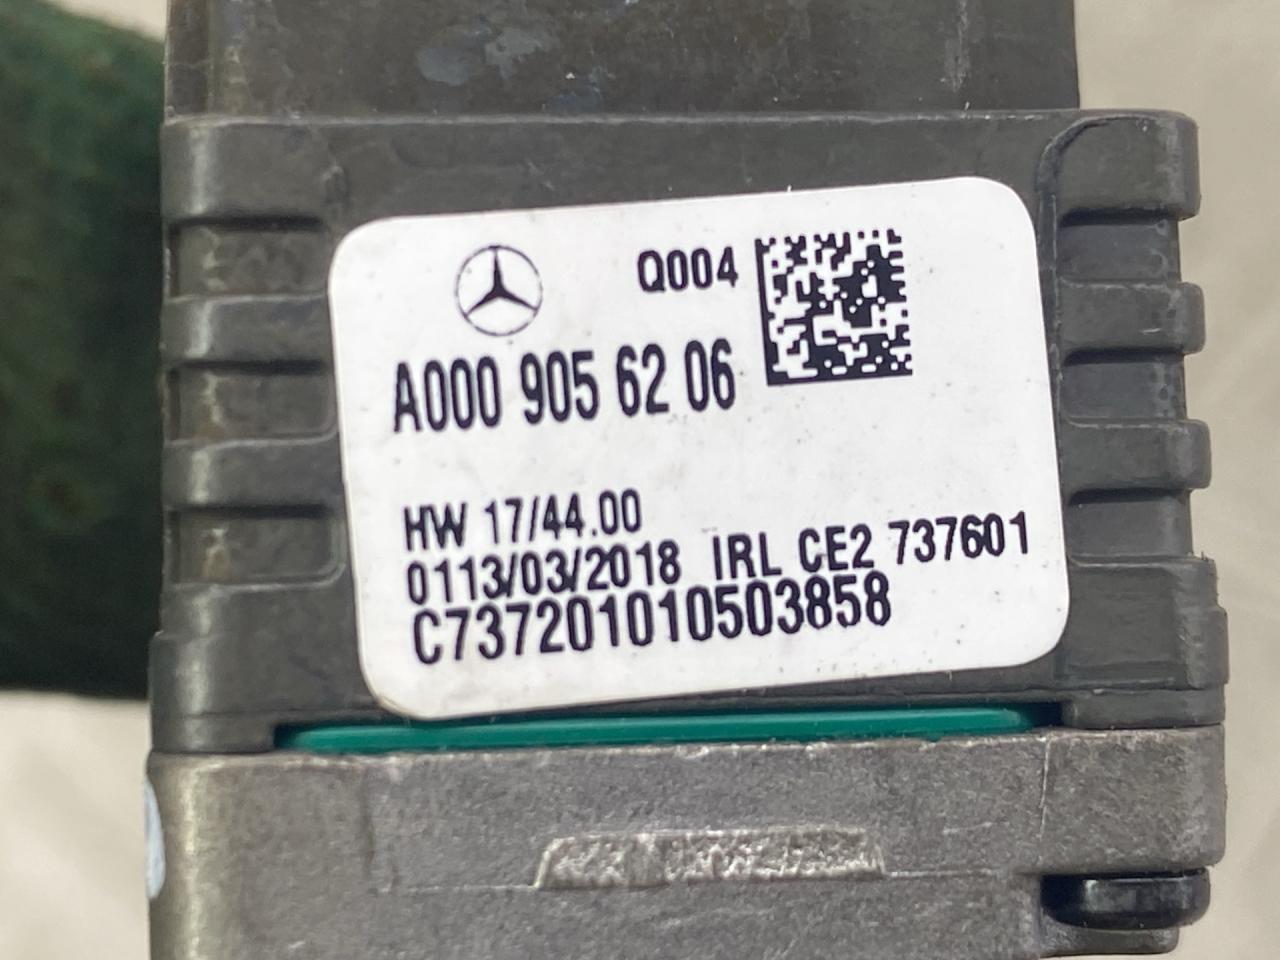 Q004
A000 905 62 06
HW 17/44.00
0113/03/2018 IRL CE2 737601
C737201010503858